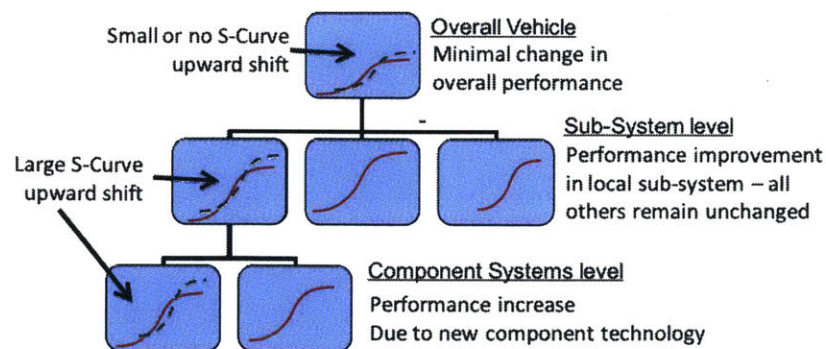 Small or no S-Curve
upward shift
Overall Vehicle
Minimal change in
overall performance
Large S-Curve
upward shift
Sub-System level
Performance improvement
in local sub-system – all
others remain unchanged
Component Systems level
Performance increase
Due to new component technology